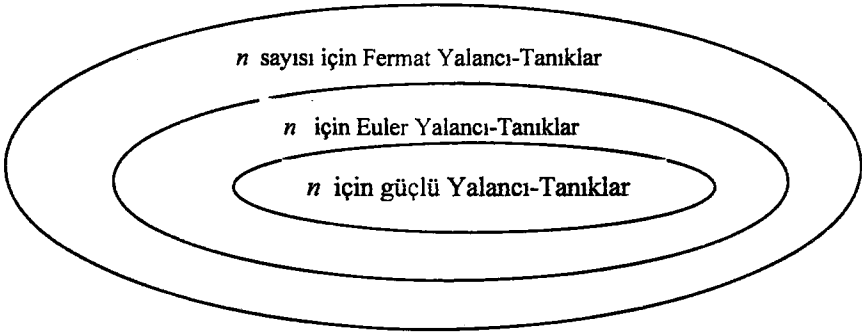 n sayısı için Fermat Yalancı-Tanıklar
n için Euler Yalancı-Tanıklar
n için güçlü Yalancı-Tanıklar